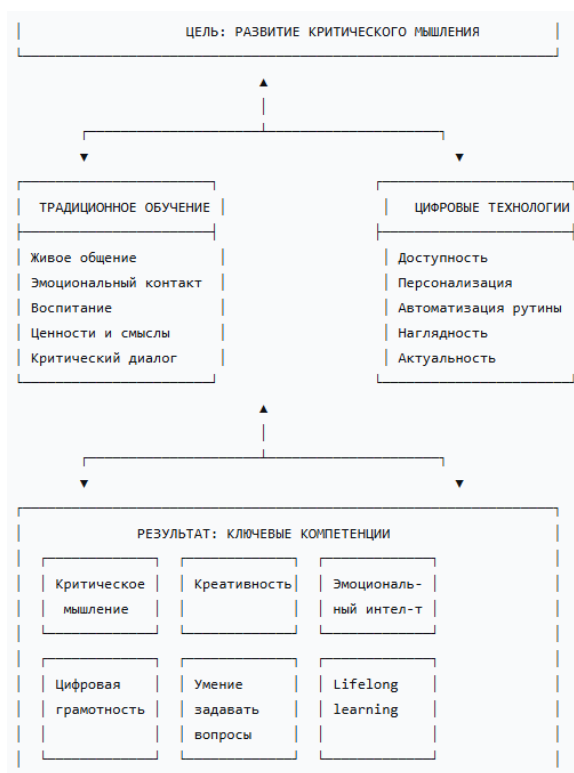 ЦЕЛЬ: РАЗВИТИЕ КРИТИЧЕСКОГО МЫШЛЕНИЯ
ТРАДИЦИОННОЕ ОБУЧЕНИЕ
Живое общение
Эмоциональный контакт
Воспитание
Ценности и смыслы
Критический диалог
ЦИФРОВЫЕ ТЕХНОЛОГИИ
Доступность
Персонализация
Автоматизация рутины
Наглядность
Актуальность
РЕЗУЛЬТАТ: КЛЮЧЕВЫЕ КОМПЕТЕНЦИИ
Критическое
мышление
Креативность
Эмоциональ-
ный интел-т
Цифровая
грамотность
Умение
задавать
вопросы
Lifelong
learning